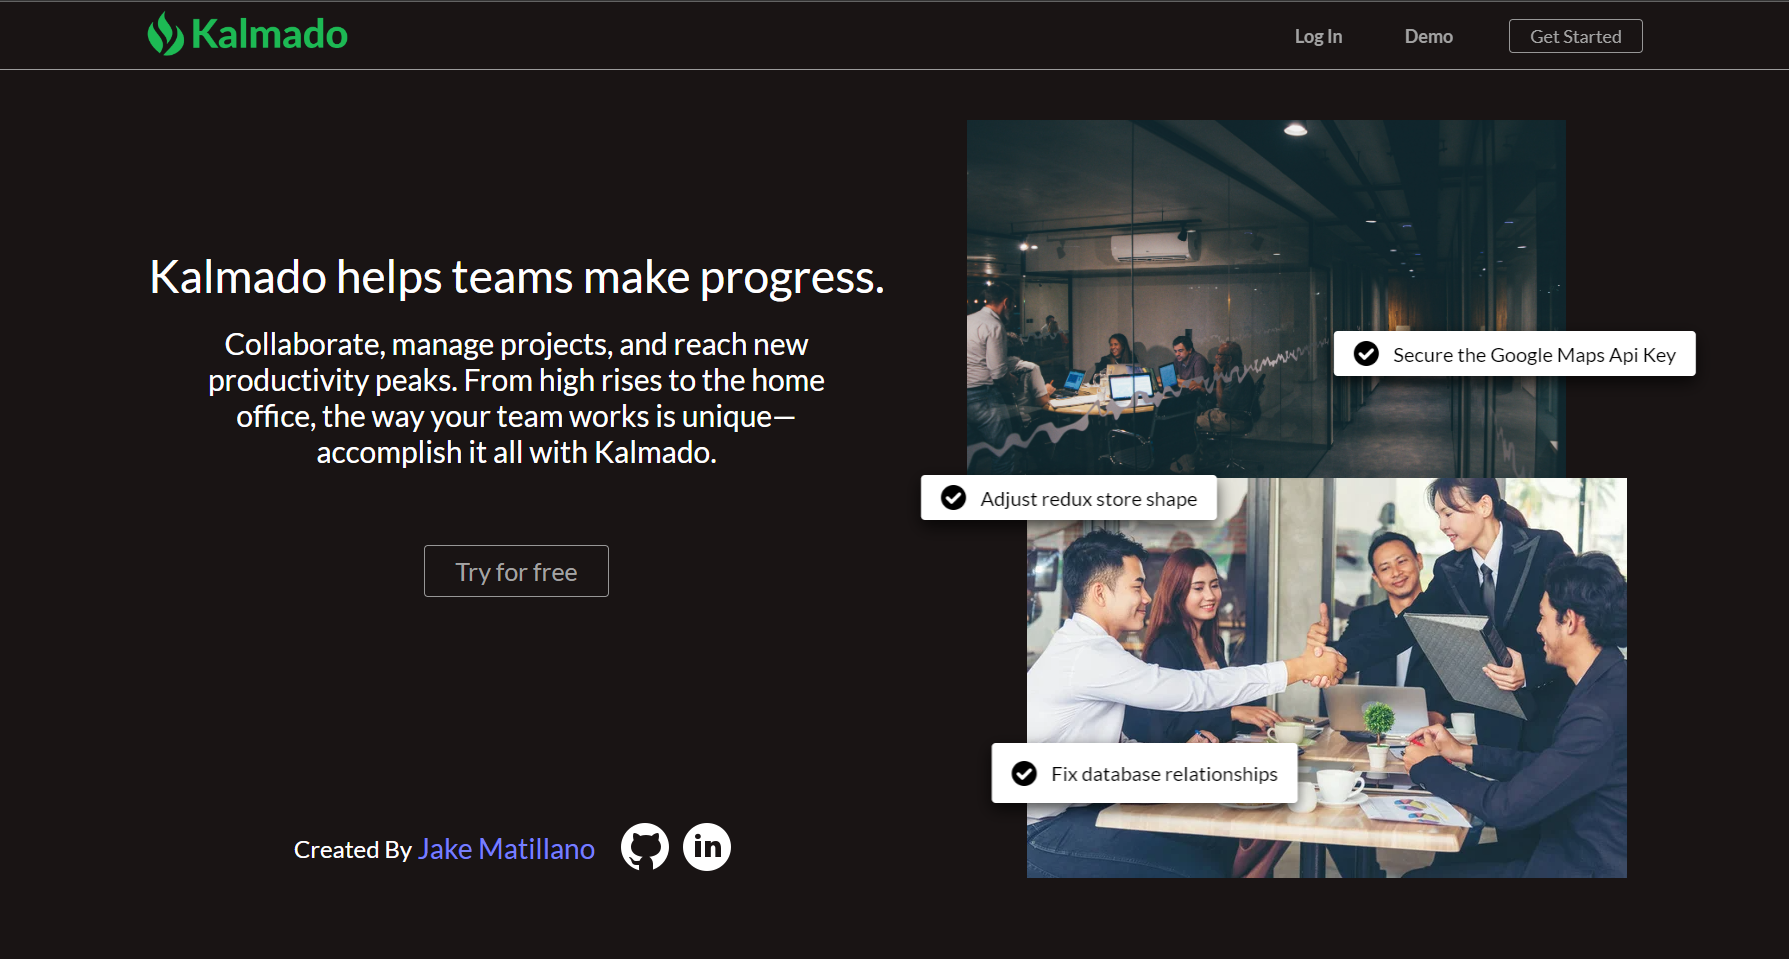 Kalmado
Log In
Demo
Get Started
Kalmado helps teams make progress.
Collaborate, manage projects, and reach new
productivity peaks. From high rises to the home
office, the way your team works is unique—
accomplish it all with Kalmado.
Try for free
Secure the Google Maps Api Key
Adjust redux store shape
Fix database relationships
Created By Jake Matillano
in